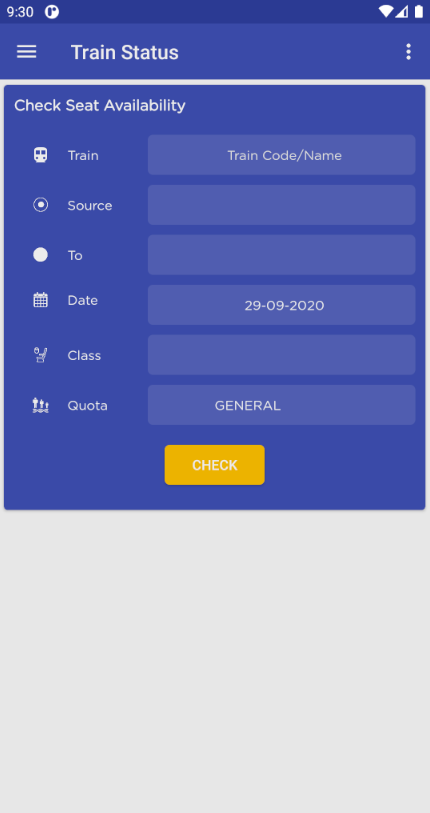 9:30
Train Status
Check Seat Availability
Train
Train Code/Name
Source
To
Date
29-09-2020
Class
Quota
GENERAL
CHECK